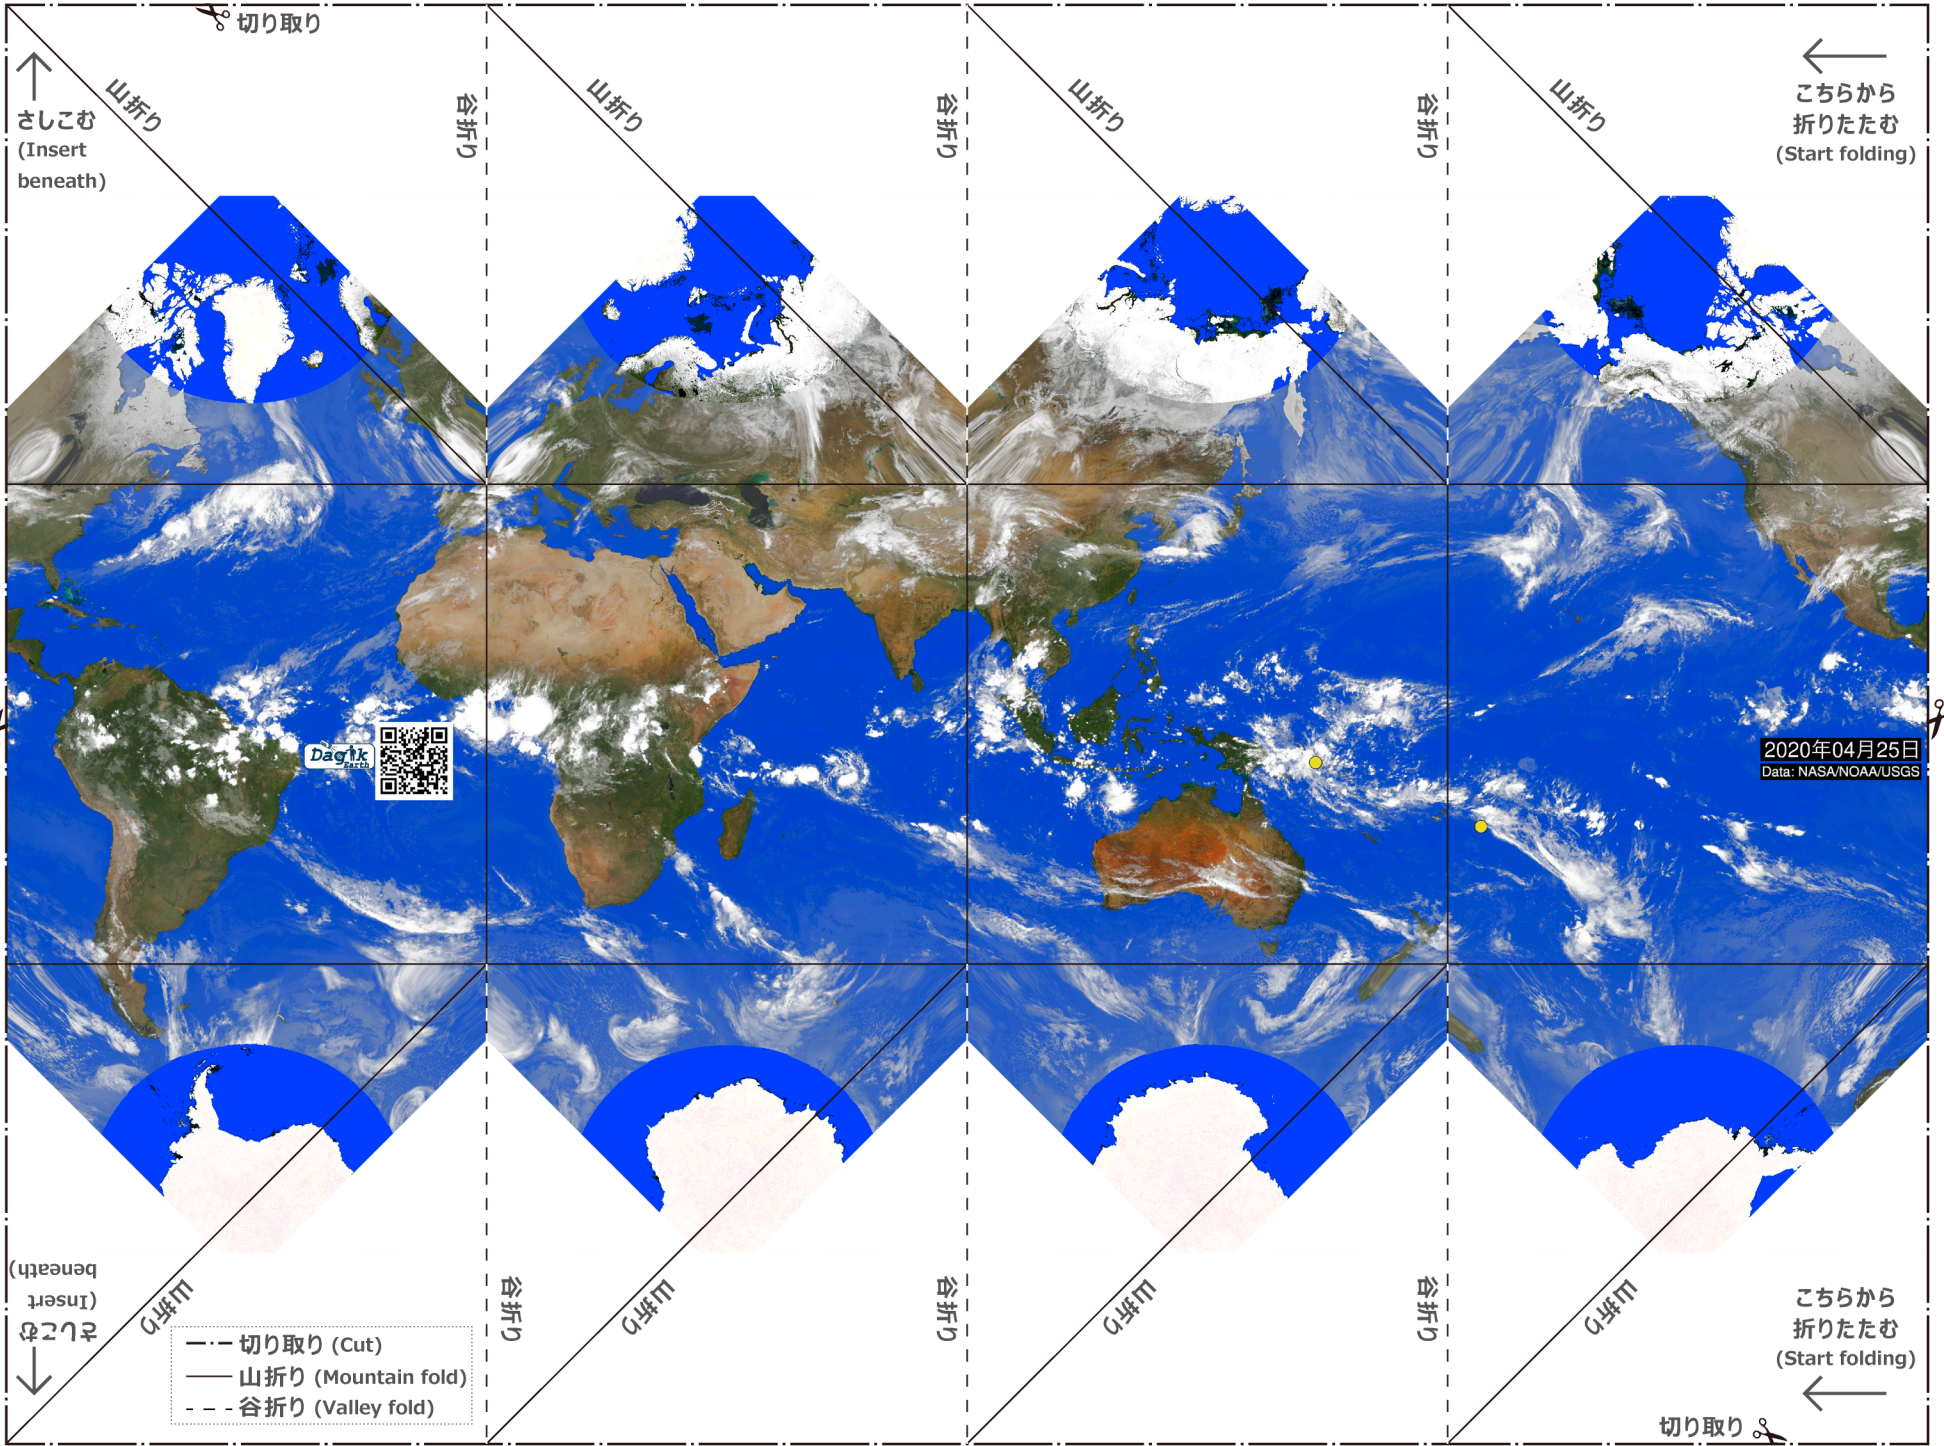 切り取り
さしこむ
(Insert
beneath)
山折り
谷折り
山折り
谷折り
山折り
谷折り
山折り
こちらから
折りたたむ
(Start folding)
Dagik
Earth
2020年04月25日
Data: NASA/NOAA/USGS
さしこむ
(Insert
beneath)
山折り
谷折り
山折り
谷折り
山折り
谷折り
山折り
こちらから
折りたたむ
(Start folding)
切り取り (Cut)
山折り (Mountain fold)
谷折り (Valley fold)
切り取り